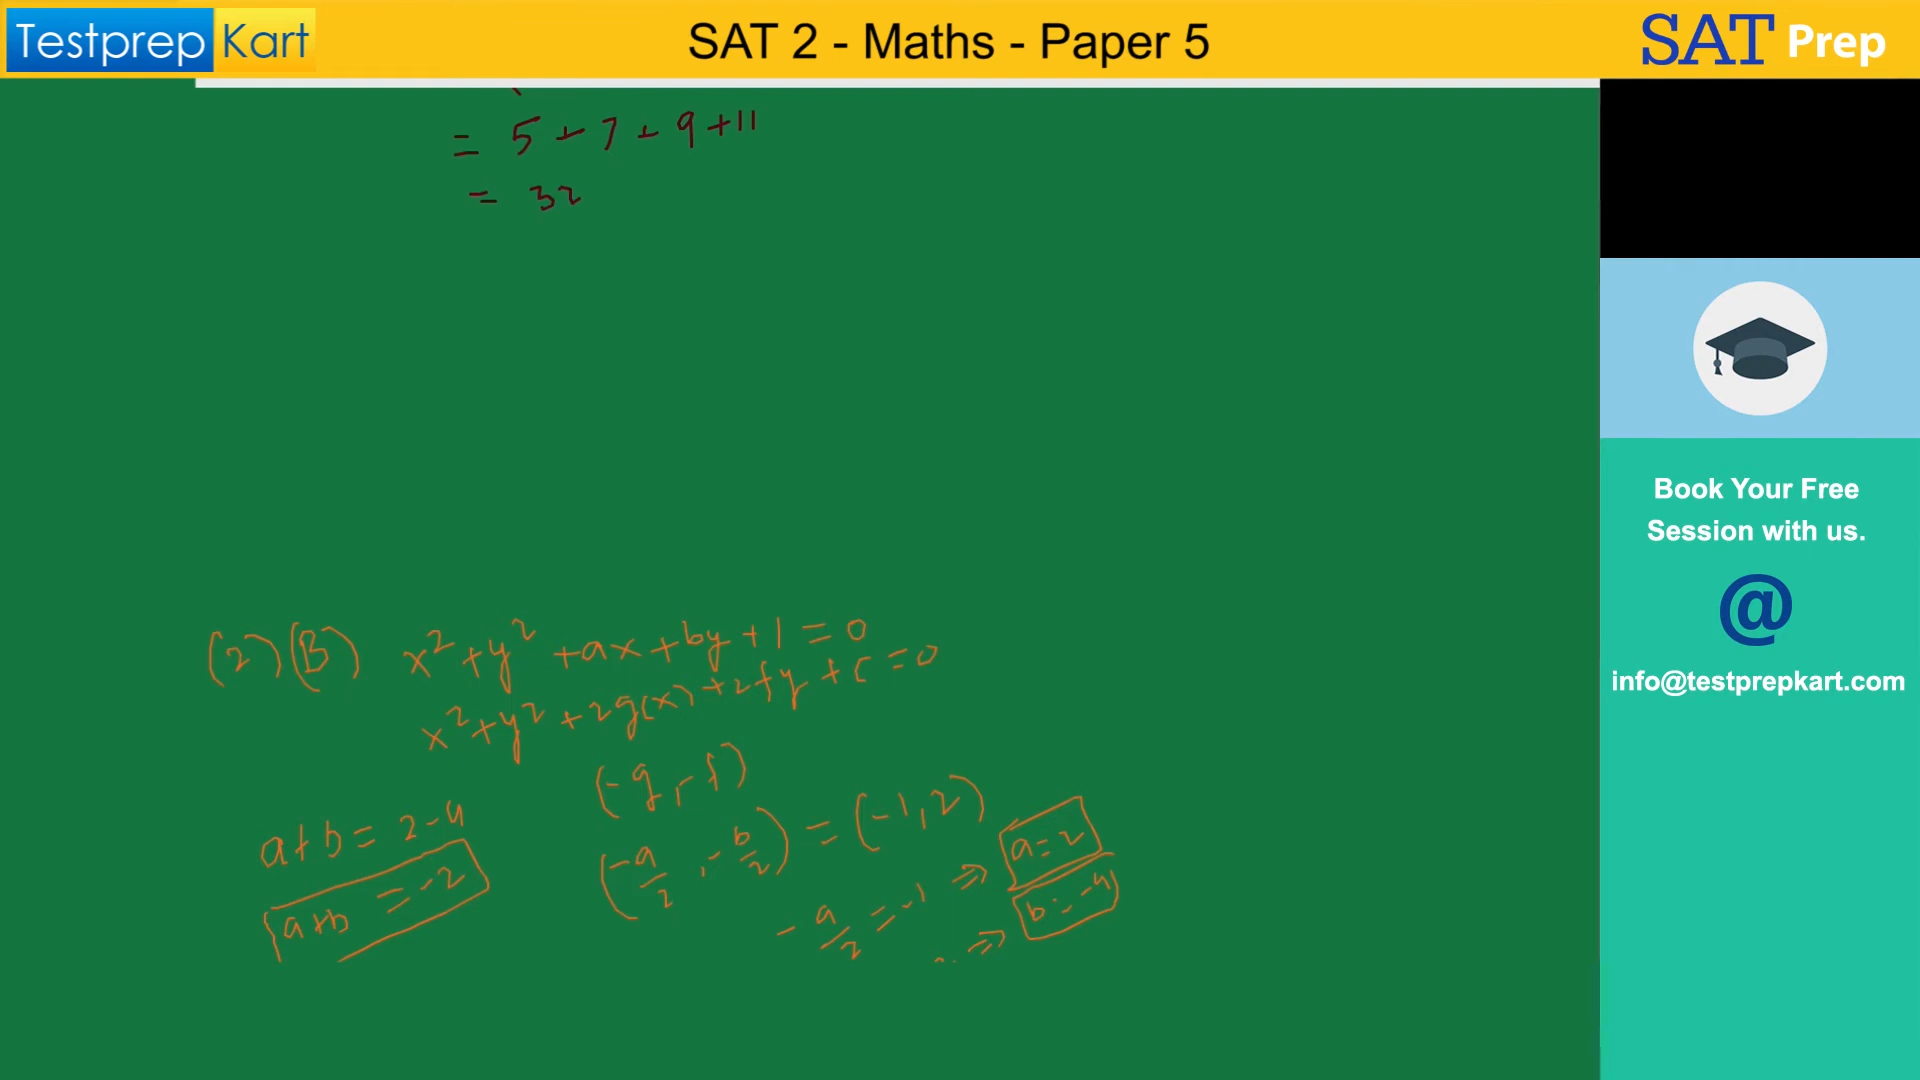 Testprep Kart
SAT 2 - Maths - Paper 5
SAT Prep
= 5 + 7 + 9 + 11
= 32
(2) (B) x² + y² + ax + by + 1 = 0
x² + y² + 2g(x) + 2fy + c = 0
(-g, -f)
(-a/2, -b/2) = (-1, 2)
-a/2 = -1 ⇒ a = 2
⇒ b = -4
a + b = 2 - 4
a + b = -2
Book Your Free
Session with us.
@
info@testprepkart.com